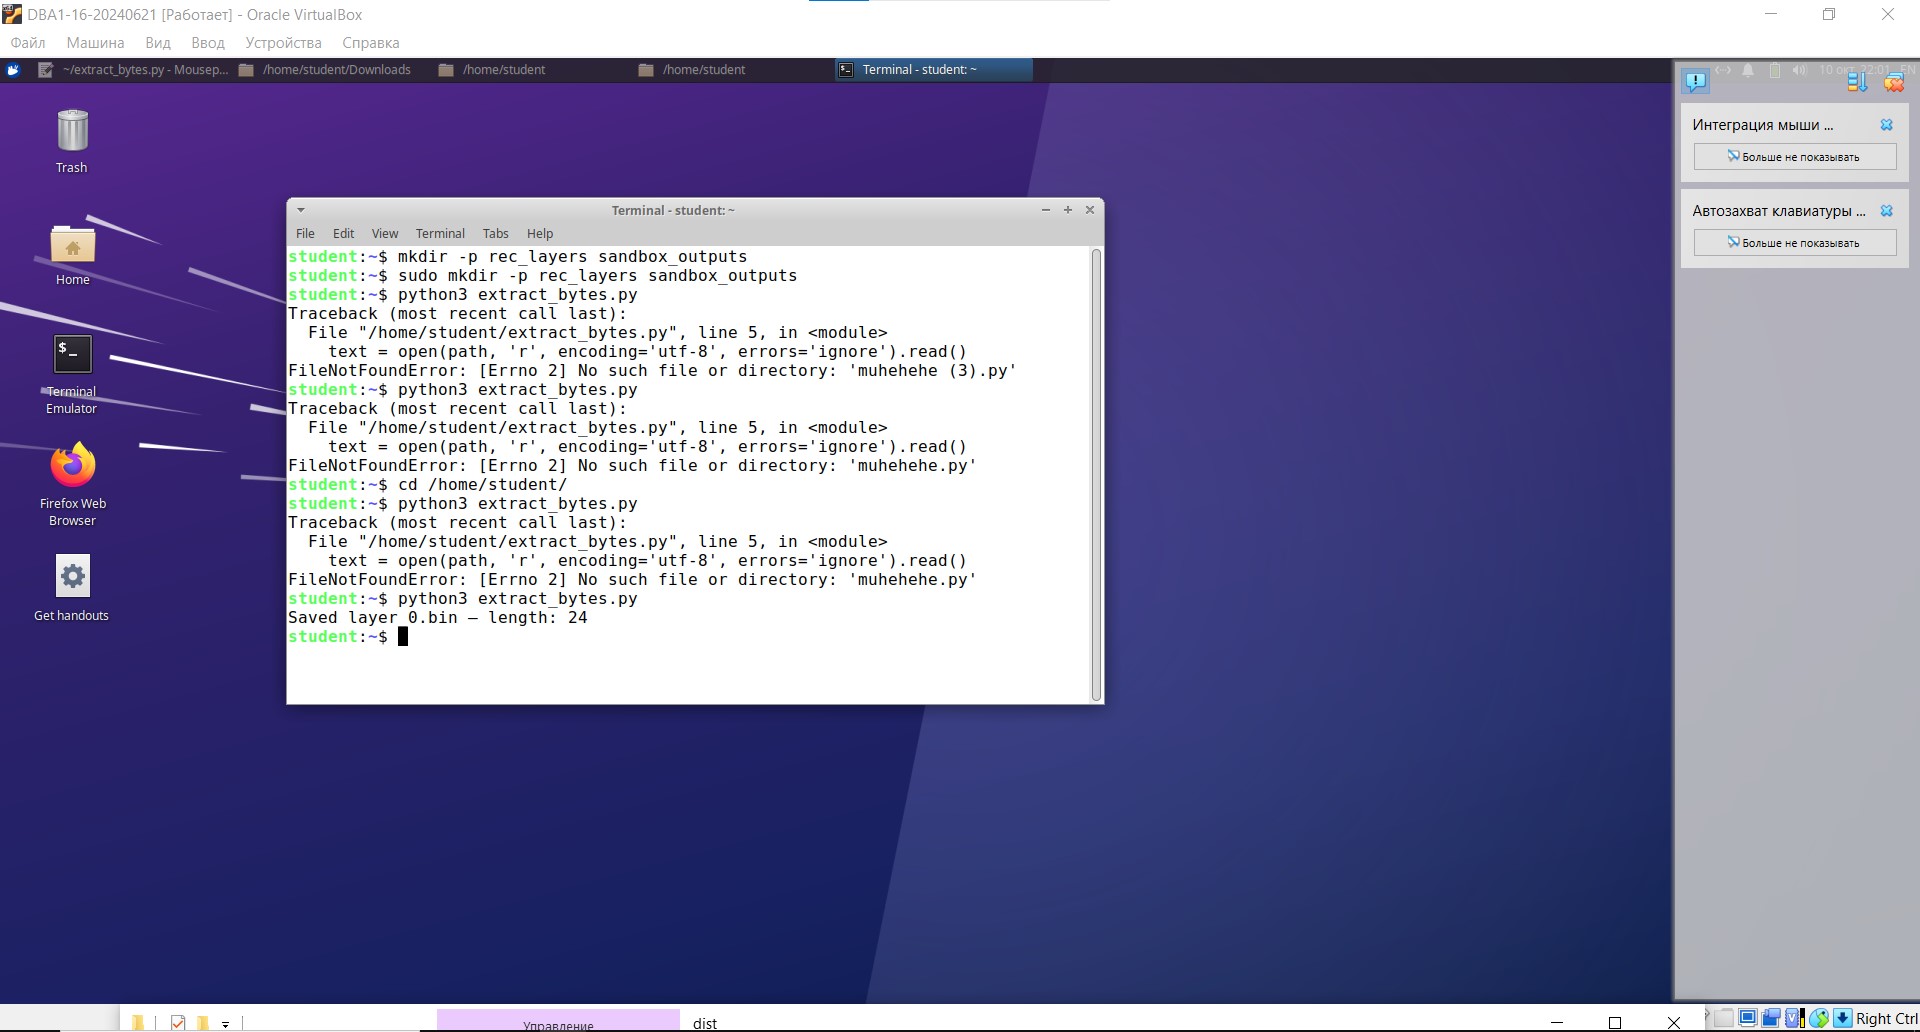 DBA1-16-20240621 [Работает] - Oracle VirtualBox
Файл Машина Вид Ввод Устройства Справка
~/extract_bytes.py - Mousep... /home/student/Downloads /home/student /home/student Terminal - student: ~
10 окт, 22:01 EN
Trash
Home
Terminal
Emulator
Firefox Web
Browser
Get handouts
Terminal - student: ~
File Edit View Terminal Tabs Help
student:~$ mkdir -p rec_layers sandbox_outputs
student:~$ sudo mkdir -p rec_layers sandbox_outputs
student:~$ python3 extract_bytes.py
Traceback (most recent call last):
  File "/home/student/extract_bytes.py", line 5, in <module>
    text = open(path, 'r', encoding='utf-8', errors='ignore').read()
FileNotFoundError: [Errno 2] No such file or directory: 'muhehehe (3).py'
student:~$ python3 extract_bytes.py
Traceback (most recent call last):
  File "/home/student/extract_bytes.py", line 5, in <module>
    text = open(path, 'r', encoding='utf-8', errors='ignore').read()
FileNotFoundError: [Errno 2] No such file or directory: 'muhehehe.py'
student:~$ cd /home/student/
student:~$ python3 extract_bytes.py
Traceback (most recent call last):
  File "/home/student/extract_bytes.py", line 5, in <module>
    text = open(path, 'r', encoding='utf-8', errors='ignore').read()
FileNotFoundError: [Errno 2] No such file or directory: 'muhehehe.py'
student:~$ python3 extract_bytes.py
Saved layer_0.bin — length: 24
student:~$
Интеграция мыши ...
Больше не показывать
Автозахват клавиатуры ...
Больше не показывать
Управление
dist
Right Ctrl